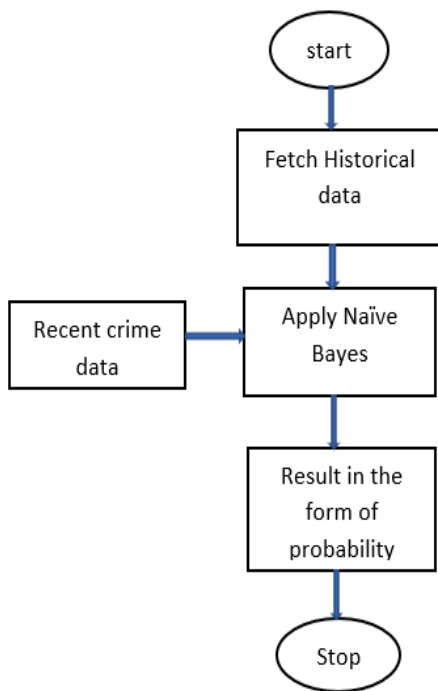 start
Fetch Historical
data
Recent crime
data
Apply Naïve
Bayes
Result in the
form of
probability
Stop